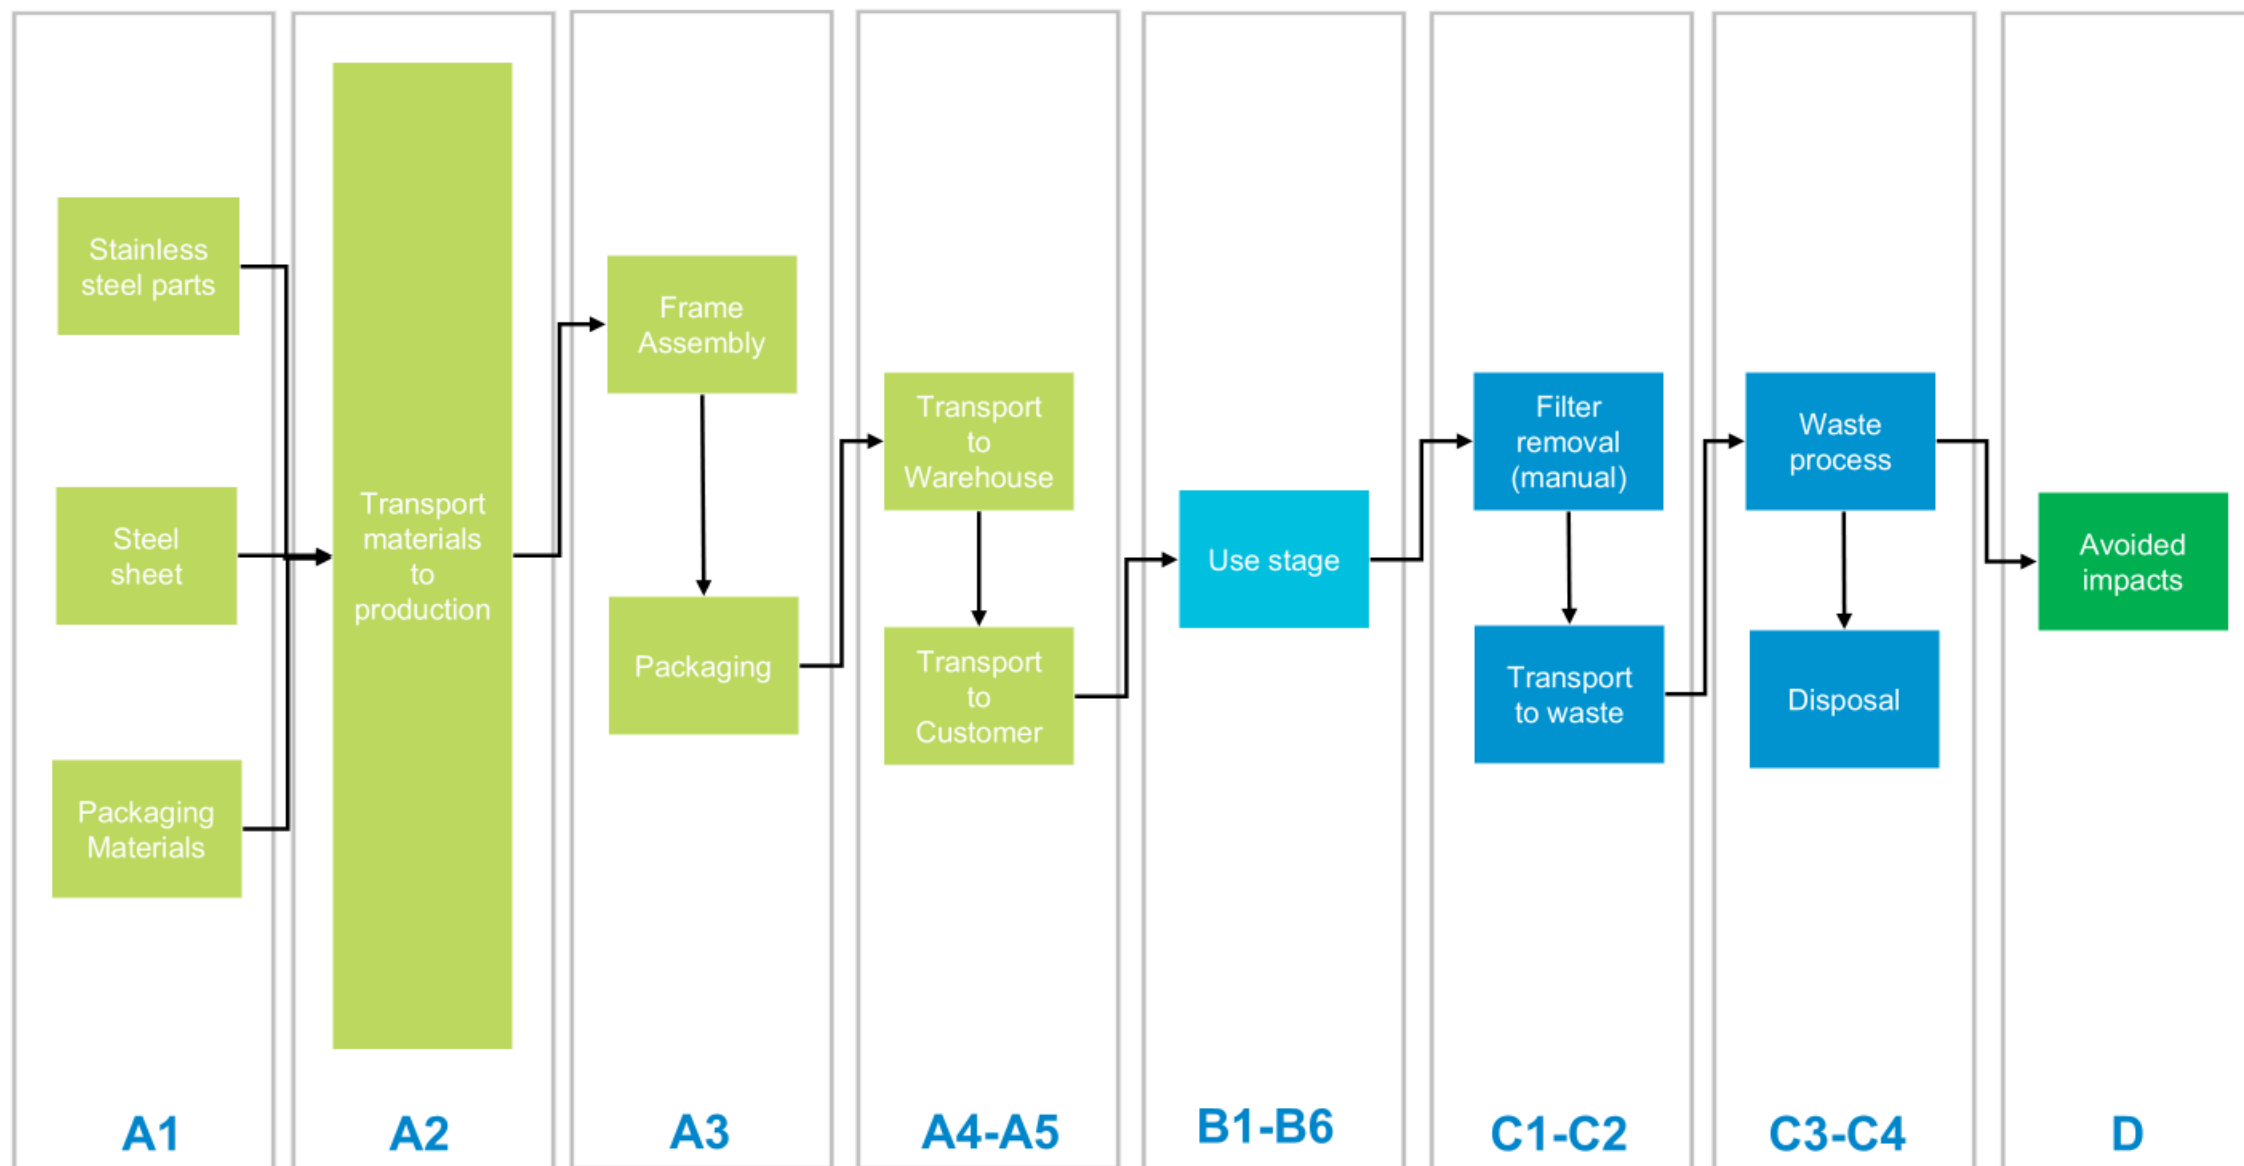 Stainless
steel parts
Steel
sheet
Packaging
Materials
Transport
materials
to
production
Frame
Assembly
Packaging
Transport
to
Warehouse
Transport
to
Customer
Use stage
Filter
removal
(manual)
Transport
to waste
Waste
process
Disposal
Avoided
impacts
A1
A2
A3
A4-A5
B1-B6
C1-C2
C3-C4
D